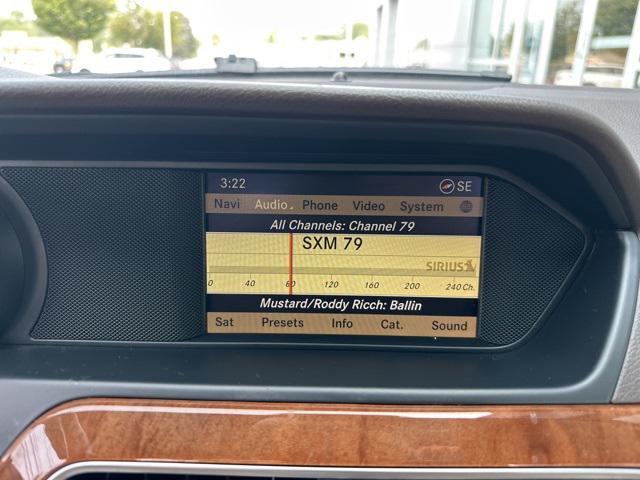 3:22 SE
Navi Audio Phone Video System
All Channels: Channel 79
SXM 79
SIRIUS
0 40 80 120 160 200 240 Ch.
Mustard/Roddy Ricch: Ballin
Sat Presets Info Cat. Sound